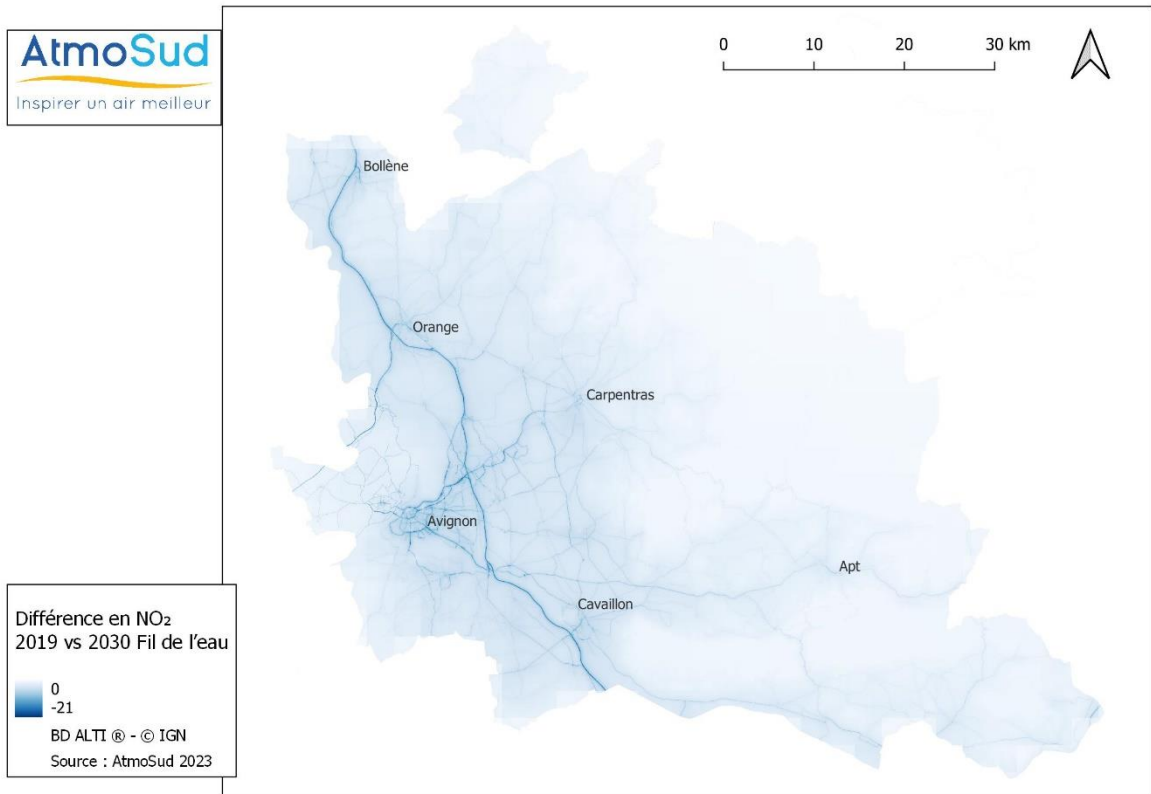 AtmoSud
Inspirer un air meilleur
0 10 20 30 km
Bollène
Orange
Carpentras
Avignon
Apt
Cavaillon
Différence en NO₂
2019 vs 2030 Fil de l'eau
0
-21
BD ALTI ® - © IGN
Source : AtmoSud 2023